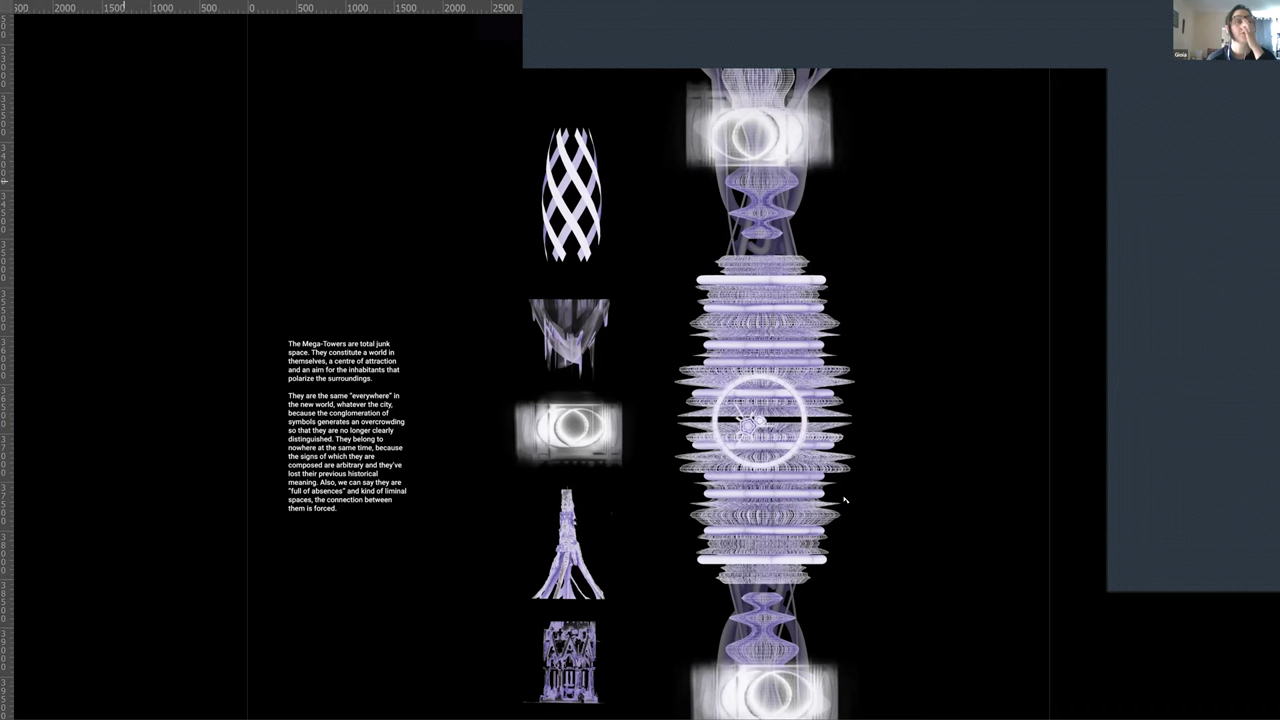 500 2000 1500 1000 500 0 500 1000 1500 2000 2500
Gioia
The Mega-Towers are total junk
space. They constitute a world in
themselves, a centre of attraction
and an aim for the inhabitants that
polarize the surroundings.
They are the same "everywhere" in
the new world, whatever the city,
because the conglomeration of
symbols generates an overcrowding
so that they are no longer clearly
distinguished. They belong to
nowhere at the same time, because
the signs of which they are
composed are arbitrary and they've
lost their previous historical
meaning. Also, we can say they are
"full of absences" and kind of liminal
spaces, the connection between
them is forced.